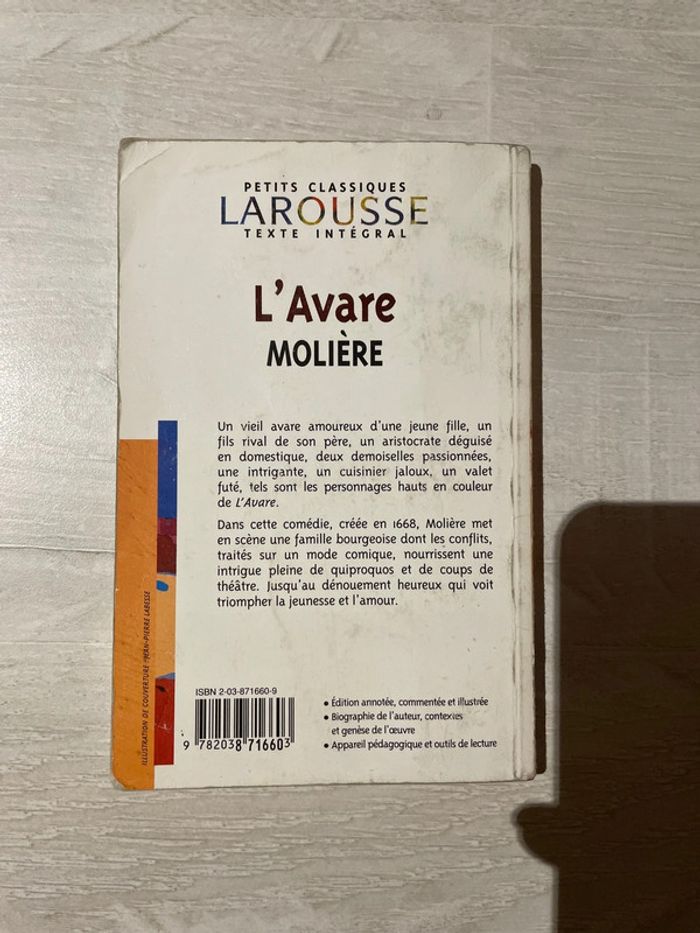 PETITS CLASSIQUES
LAROUSSE
TEXTE INTÉGRAL
L'Avare
MOLIÈRE
Un vieil avare amoureux d'une jeune fille, un
fils rival de son père, un aristocrate déguisé
en domestique, deux demoiselles passionnées,
une intrigante, un cuisinier jaloux, un valet
futé, tels sont les personnages hauts en couleur
de L'Avare.
Dans cette comédie, créée en 1668, Molière met
en scène une famille bourgeoise dont les conflits,
traités sur un mode comique, nourrissent une
intrigue pleine de quiproquos et de coups de
théâtre. Jusqu'au dénouement heureux qui voit
triompher la jeunesse et l'amour.
ILLUSTRATION DE COUVERTURE : JEAN-PIERRE LABESSE
ISBN 2-03-871660-9
9 782038 716603
• Édition annotée, commentée et illustrée
• Biographie de l'auteur, contextes
et genèse de l'œuvre
• Appareil pédagogique et outils de lecture